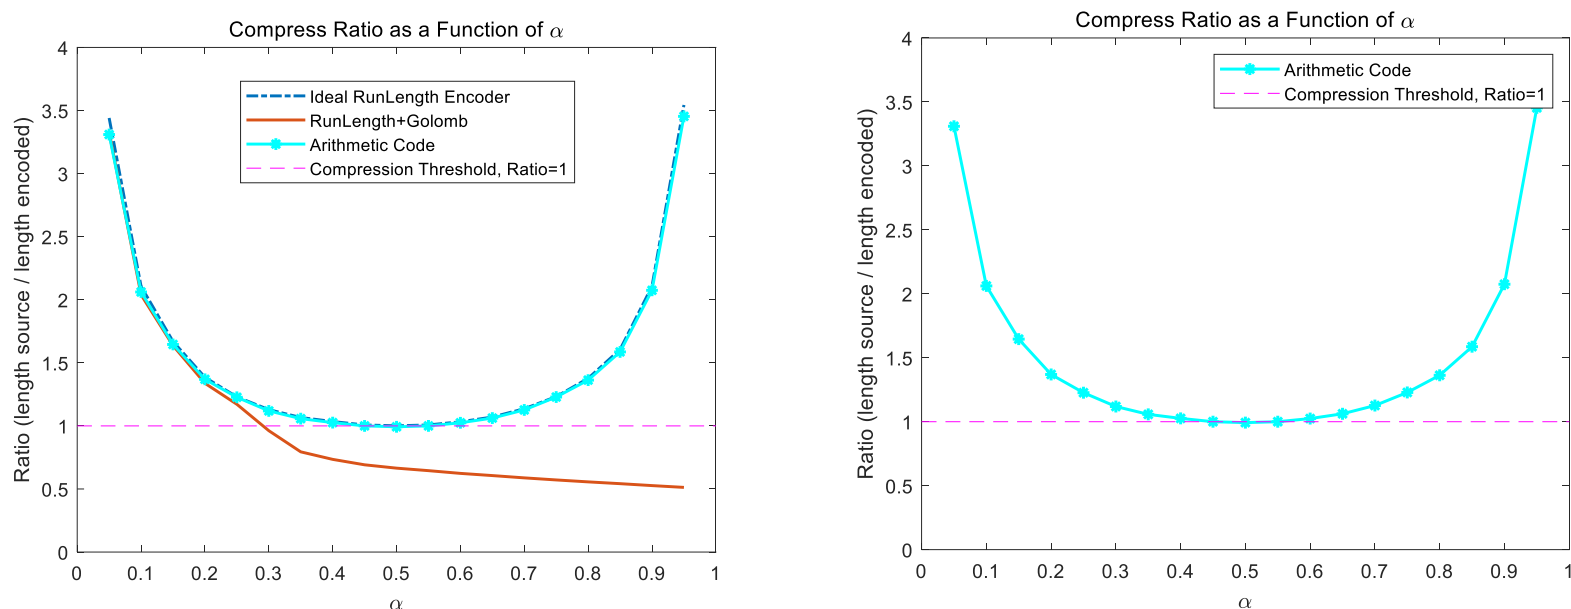 Compress Ratio as a Function of α
Ideal RunLength Encoder
RunLength+Golomb
Arithmetic Code
Compression Threshold, Ratio=1
Ratio (length source / length encoded)
4
3.5
3
2.5
2
1.5
1
0.5
0
0 0.1 0.2 0.3 0.4 0.5 0.6 0.7 0.8 0.9 1
α
Compress Ratio as a Function of α
Arithmetic Code
Compression Threshold, Ratio=1
Ratio (length source / length encoded)
4
3.5
3
2.5
2
1.5
1
0.5
0
0 0.1 0.2 0.3 0.4 0.5 0.6 0.7 0.8 0.9 1
α